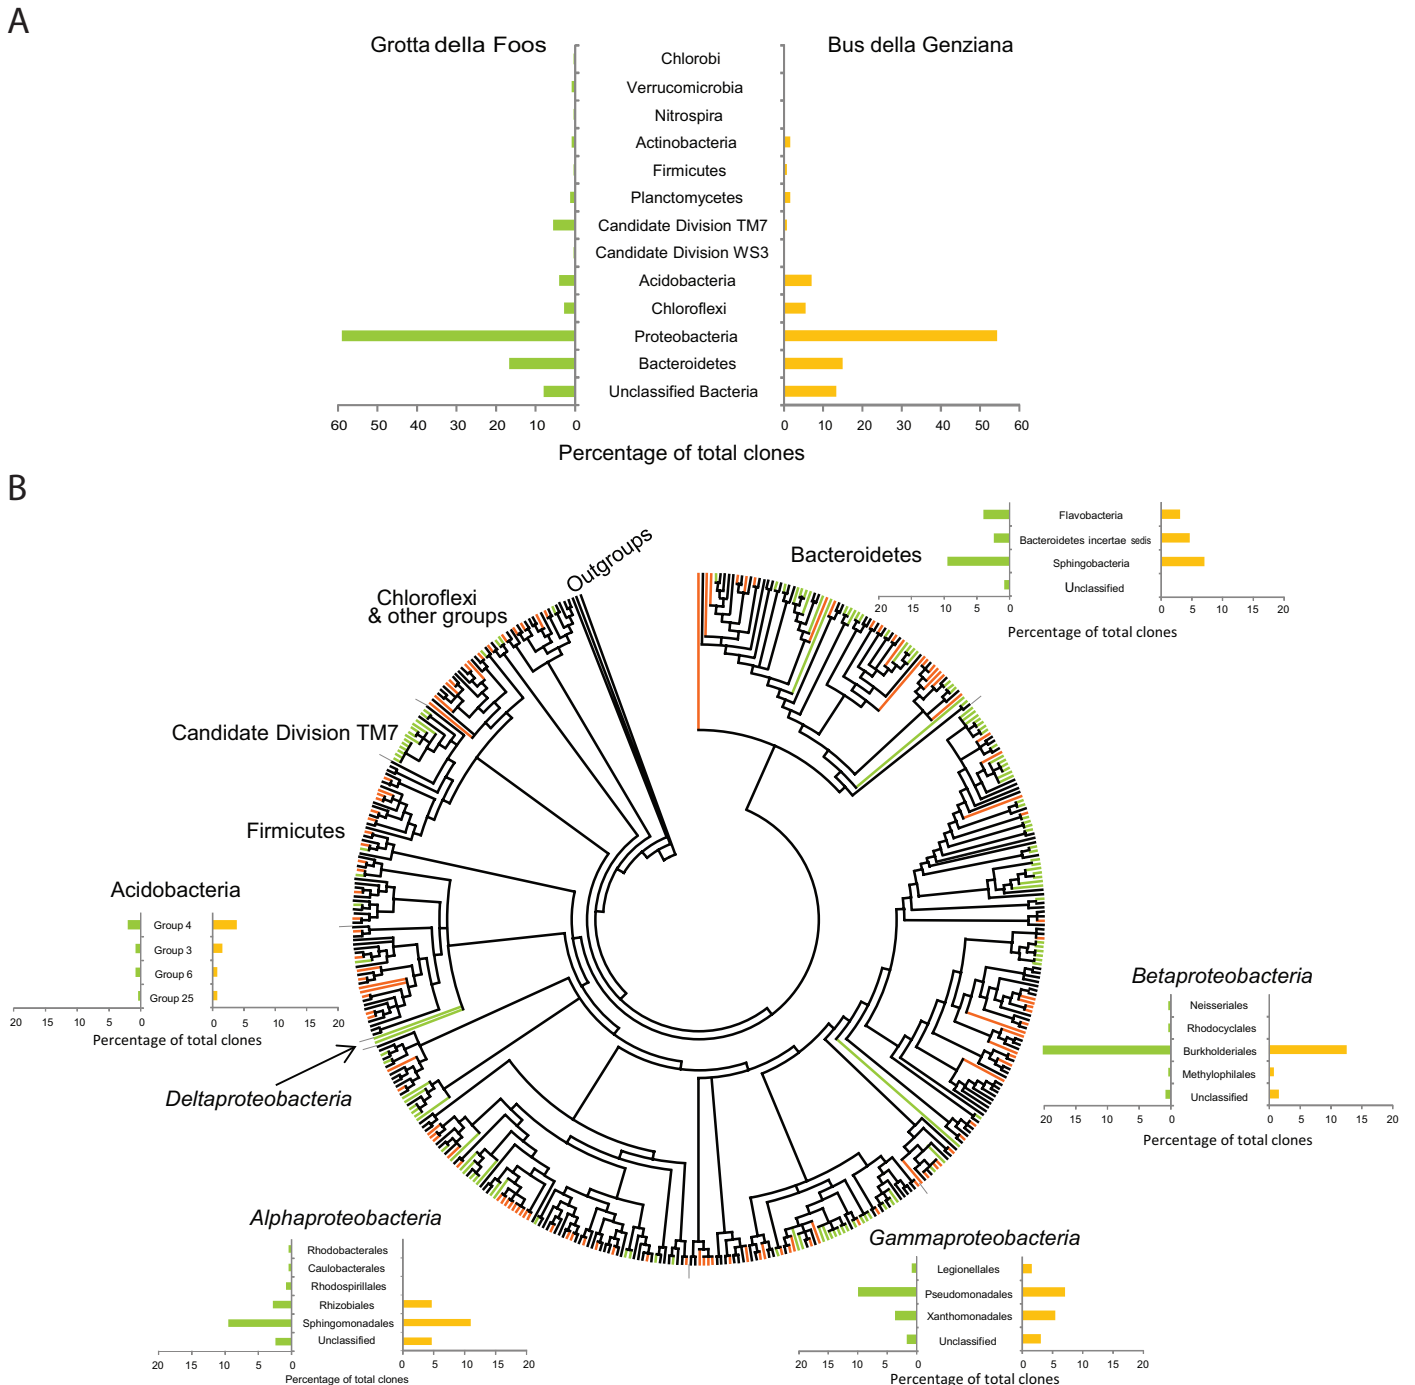 A
Grotta della Foos
Bus della Genziana
Chlorobi
Verrucomicrobia
Nitrospira
Actinobacteria
Firmicutes
Planctomycetes
Candidate Division TM7
Candidate Division WS3
Acidobacteria
Chloroflexi
Proteobacteria
Bacteroidetes
Unclassified Bacteria
60 50 40 30 20 10 0
0 10 20 30 40 50 60
Percentage of total clones
B
Flavobacteria
Bacteroidetes incertae sedis
Sphingobacteria
Unclassified
20 15 10 5 0
0 5 10 15 20
Percentage of total clones
Bacteroidetes
Outgroups
Chloroflexi
& other groups
Candidate Division TM7
Firmicutes
Acidobacteria
Group 4
Group 3
Group 6
Group 25
20 15 10 5 0
0 5 10 15 20
Percentage of total clones
Deltaproteobacteria
Betaproteobacteria
Neisseriales
Rhodocyclales
Burkholderiales
Methylophilales
Unclassified
20 15 10 5 0
0 5 10 15 20
Percentage of total clones
Alphaproteobacteria
Rhodobacterales
Caulobacterales
Rhodospirillales
Rhizobiales
Sphingomonadales
Unclassified
20 15 10 5 0
0 5 10 15 20
Percentage of total clones
Gammaproteobacteria
Legionellales
Pseudomonadales
Xanthomonadales
Unclassified
20 15 10 5 0
0 5 10 15 20
Percentage of total clones